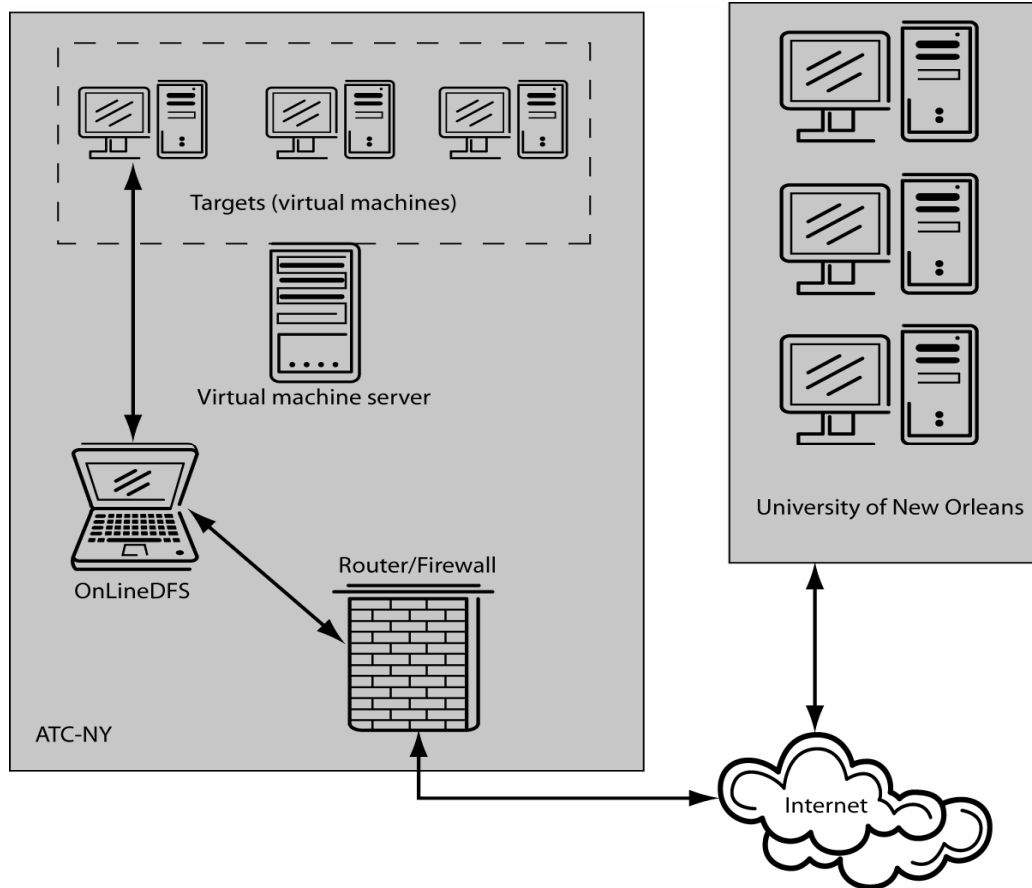 Targets (virtual machines)
Virtual machine server
OnLineDFS
Router/Firewall
ATC-NY
University of New Orleans
Internet